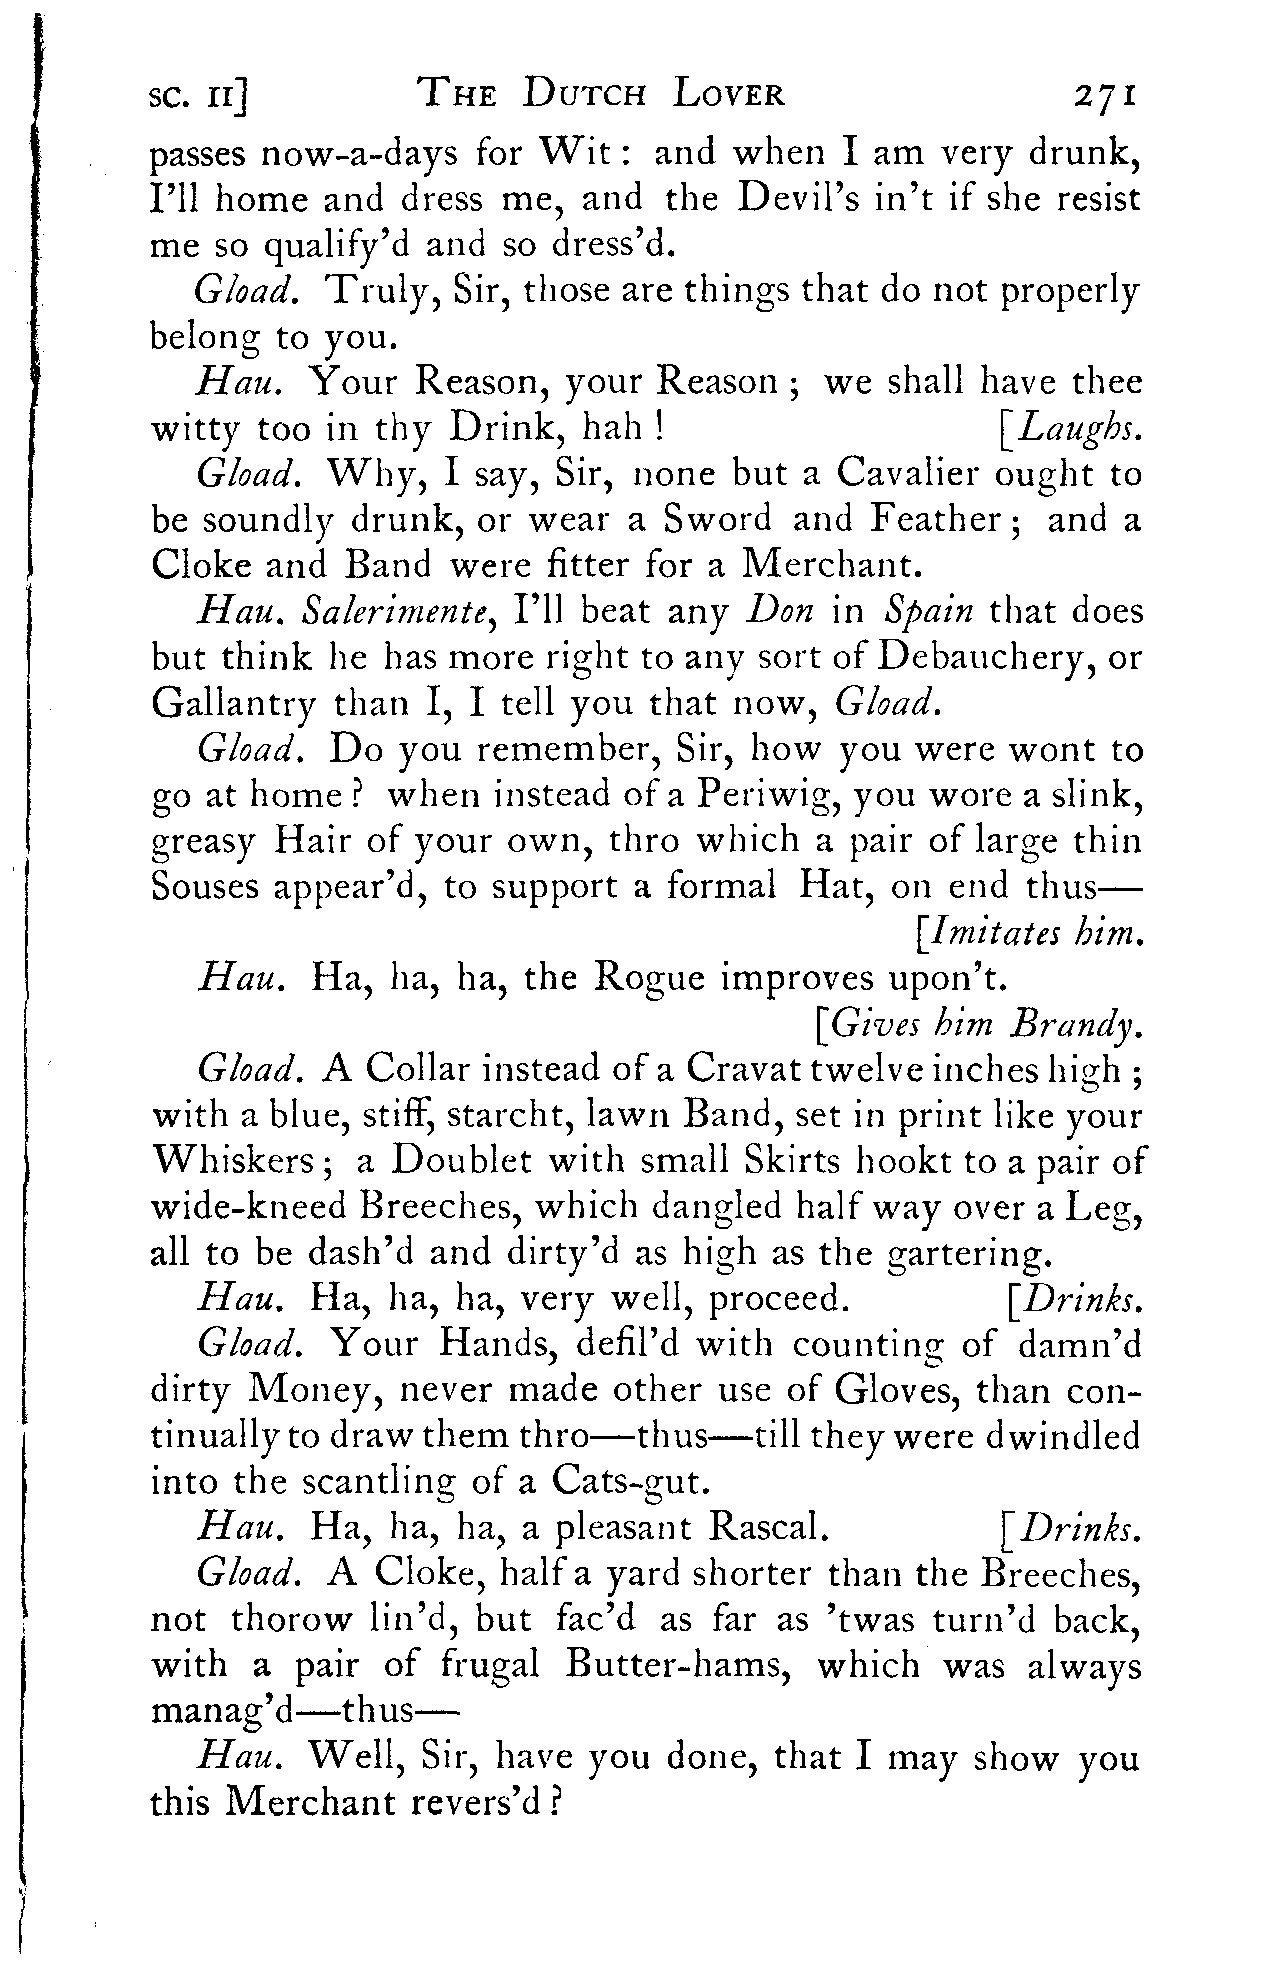 SC. II] THE DUTCH LOVER 271
passes now-a-days for Wit : and when I am very drunk,
I'll home and dress me, and the Devil's in't if she resist
me so qualify'd and so dress'd.
Gload. Truly, Sir, those are things that do not properly
belong to you.
Hau. Your Reason, your Reason ; we shall have thee
witty too in thy Drink, hah ! [Laughs.
Gload. Why, I say, Sir, none but a Cavalier ought to
be soundly drunk, or wear a Sword and Feather ; and a
Cloke and Band were fitter for a Merchant.
Hau. Salerimente, I'll beat any Don in Spain that does
but think he has more right to any sort of Debauchery, or
Gallantry than I, I tell you that now, Gload.
Gload. Do you remember, Sir, how you were wont to
go at home ? when instead of a Periwig, you wore a slink,
greasy Hair of your own, thro which a pair of large thin
Souses appear'd, to support a formal Hat, on end thus—
[Imitates him.
Hau. Ha, ha, ha, the Rogue improves upon't.
[Gives him Brandy.
Gload. A Collar instead of a Cravat twelve inches high ;
with a blue, stiff, starcht, lawn Band, set in print like your
Whiskers ; a Doublet with small Skirts hookt to a pair of
wide-kneed Breeches, which dangled half way over a Leg,
all to be dash'd and dirty'd as high as the gartering.
Hau. Ha, ha, ha, very well, proceed. [Drinks.
Gload. Your Hands, defil'd with counting of damn'd
dirty Money, never made other use of Gloves, than con-
tinually to draw them thro—thus—till they were dwindled
into the scantling of a Cats-gut.
Hau. Ha, ha, ha, a pleasant Rascal. [Drinks.
Gload. A Cloke, half a yard shorter than the Breeches,
not thorow lin'd, but fac'd as far as 'twas turn'd back,
with a pair of frugal Butter-hams, which was always
manag'd—thus—
Hau. Well, Sir, have you done, that I may show you
this Merchant revers'd ?